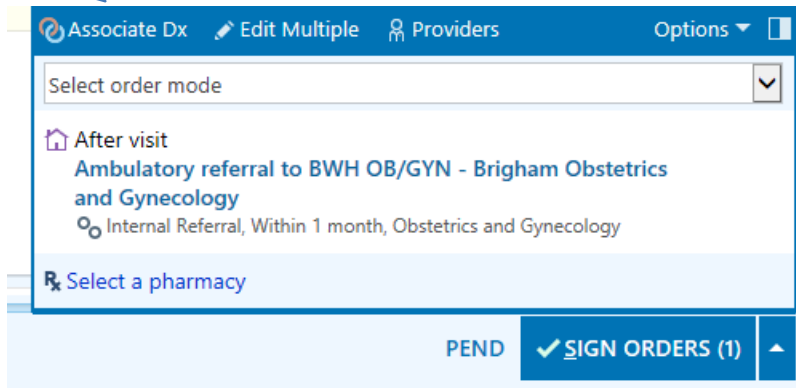 Associate Dx Edit Multiple Providers Options
Select order mode
After visit
Ambulatory referral to BWH OB/GYN - Brigham Obstetrics
and Gynecology
Internal Referral, Within 1 month, Obstetrics and Gynecology
Rx Select a pharmacy
PEND SIGN ORDERS (1)